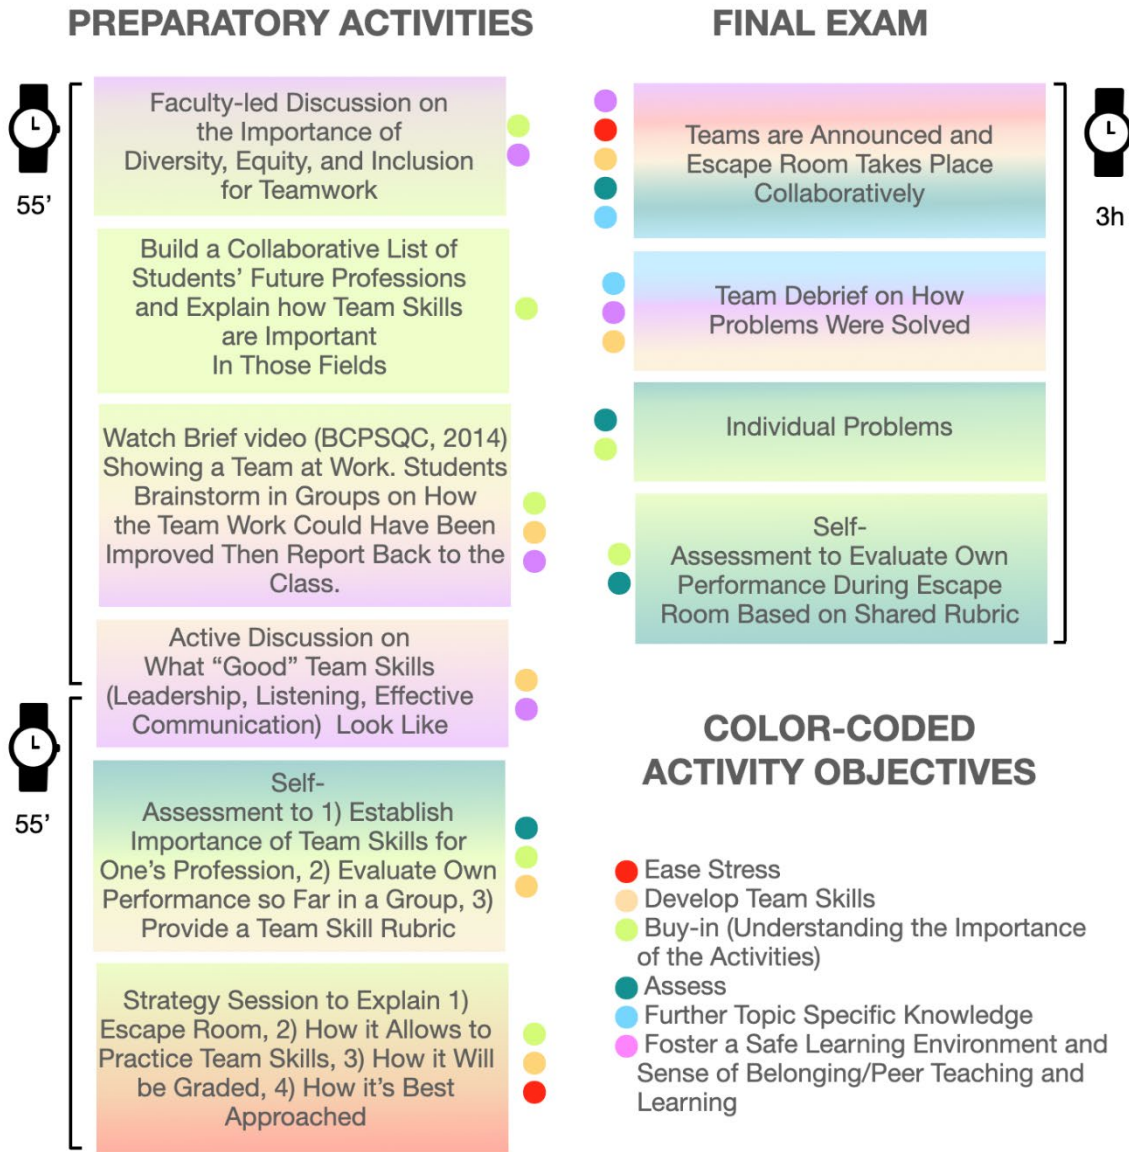 PREPARATORY ACTIVITIES
55’
Faculty-led Discussion on
the Importance of
Diversity, Equity, and Inclusion
for Teamwork
Build a Collaborative List of
Students’ Future Professions
and Explain how Team Skills
are Important
In Those Fields
Watch Brief video (BCPSQC, 2014)
Showing a Team at Work. Students
Brainstorm in Groups on How
the Team Work Could Have Been
Improved Then Report Back to the
Class.
Active Discussion on
What “Good” Team Skills
(Leadership, Listening, Effective
Communication) Look Like
55’
Self-
Assessment to 1) Establish
Importance of Team Skills for
One’s Profession, 2) Evaluate Own
Performance so Far in a Group, 3)
Provide a Team Skill Rubric
Strategy Session to Explain 1)
Escape Room, 2) How it Allows to
Practice Team Skills, 3) How it Will
be Graded, 4) How it’s Best
Approached
FINAL EXAM
3h
Teams are Announced and
Escape Room Takes Place
Collaboratively
Team Debrief on How
Problems Were Solved
Individual Problems
Self-
Assessment to Evaluate Own
Performance During Escape
Room Based on Shared Rubric
COLOR-CODED
ACTIVITY OBJECTIVES
Ease Stress
Develop Team Skills
Buy-in (Understanding the Importance
of the Activities)
Assess
Further Topic Specific Knowledge
Foster a Safe Learning Environment and
Sense of Belonging/Peer Teaching and
Learning